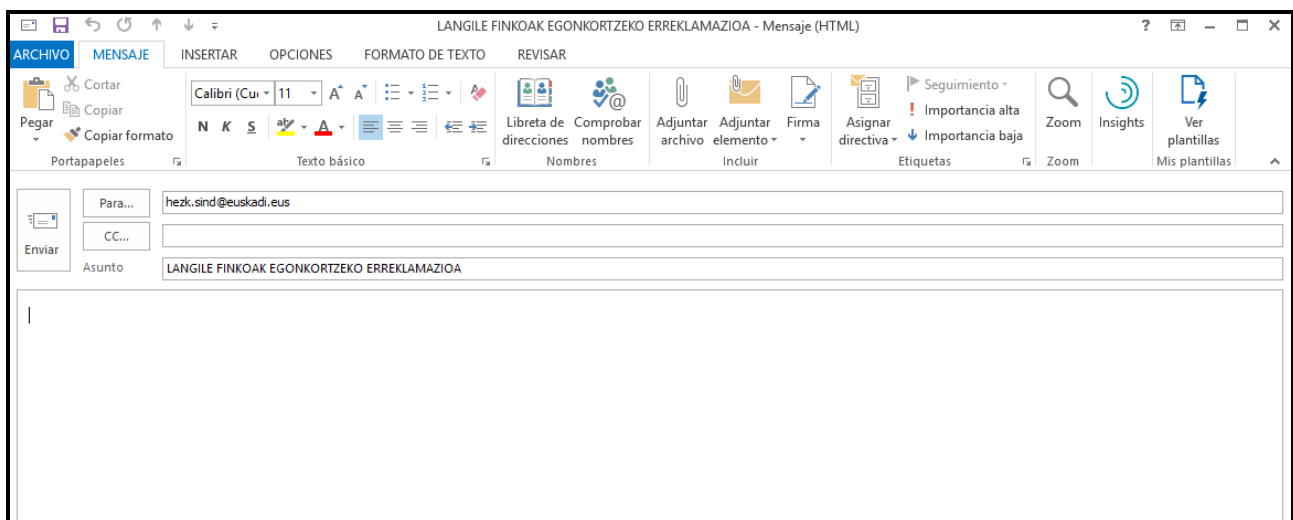 LANGILE FINKOAK EGONKORTZEKO ERREKLAMAZIOA - Mensaje (HTML) ?
ARCHIVO MENSAJE INSERTAR OPCIONES FORMATO DE TEXTO REVISAR
Pegar
Cortar
Copiar
Copiar formato
Portapapeles
Calibri (Cu 11
N K S
Texto básico
Libreta de direcciones
Comprobar nombres
Nombres
Adjuntar archivo
Adjuntar elemento
Firma
Incluir
Asignar directiva
Seguimiento
Importancia alta
Importancia baja
Etiquetas
Zoom
Zoom
Insights
Ver plantillas
Mis plantillas
Enviar
Para... hezk.sind@euskadi.eus
CC...
Asunto LANGILE FINKOAK EGONKORTZEKO ERREKLAMAZIOA